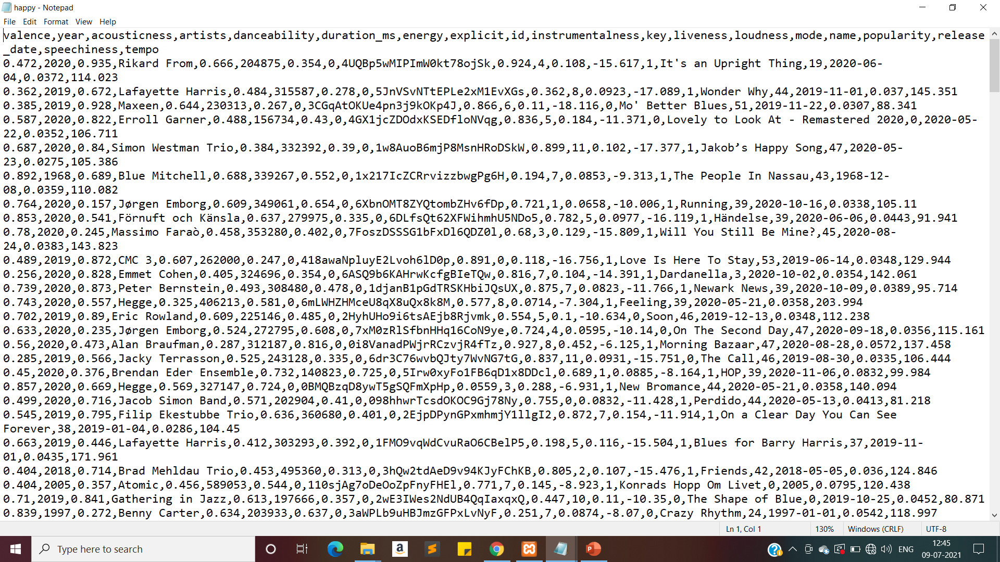 happy - Notepad
File Edit Format View Help
valence,year,acousticness,artists,danceability,duration_ms,energy,explicit,id,instrumentalness,key,liveness,loudness,mode,name,popularity,release
_date,speechiness,tempo
0.472,2020,0.935,Rikard From,0.666,204875,0.354,0,4UQBp5wMIPImW0kt78ojSk,0.924,4,0.108,-15.617,1,It's an Upright Thing,19,2020-06-
04,0.0372,114.023
0.362,2019,0.672,Lafayette Harris,0.484,315587,0.278,0,5JnVSvNTtEPLe2xM1EvXGs,0.362,8,0.0923,-17.089,1,Wonder Why,44,2019-11-01,0.037,145.351
0.385,2019,0.928,Maxeen,0.644,230313,0.267,0,3CGqAtOKUe4pn3j9kOKp4J,0.866,6,0.11,-18.116,0,Mo' Better Blues,51,2019-11-22,0.0307,88.341
0.587,2020,0.822,Erroll Garner,0.488,156734,0.43,0,4GX1jcZDOdxKSEDfloNVqg,0.836,5,0.184,-11.371,0,Lovely to Look At - Remastered 2020,0,2020-05-
22,0.0352,106.711
0.687,2020,0.84,Simon Westman Trio,0.384,332392,0.39,0,1w8AuoB6mjP8MsnHRoDSkW,0.899,11,0.102,-17.377,1,Jakob’s Happy Song,47,2020-05-
23,0.0275,105.386
0.892,1968,0.689,Blue Mitchell,0.688,339267,0.552,0,1x217IcZCRrvizzbwgPg6H,0.194,7,0.0853,-9.313,1,The People In Nassau,43,1968-12-
08,0.0359,110.082
0.764,2020,0.157,Jørgen Emborg,0.609,349061,0.654,0,6XbnOMT8ZYQtombZHv6fDp,0.721,1,0.0658,-10.006,1,Running,39,2020-10-16,0.0338,105.11
0.853,2020,0.541,Förnuft och Känsla,0.637,279975,0.335,0,6DLfsQt62XFWihmhU5NDo5,0.782,5,0.0977,-16.119,1,Händelse,39,2020-06-06,0.0443,91.941
0.78,2020,0.245,Massimo Faraò,0.458,353280,0.402,0,7FoszDSSSG1bFxDl6QDZ0l,0.68,3,0.129,-15.809,1,Will You Still Be Mine?,45,2020-08-
24,0.0383,143.823
0.489,2019,0.872,CMC 3,0.607,262000,0.247,0,418awaNpluyE2Lvoh6lD0p,0.891,0,0.118,-16.756,1,Love Is Here To Stay,53,2019-06-14,0.0348,129.944
0.256,2020,0.828,Emmet Cohen,0.405,324696,0.354,0,6ASQ9b6KAHrwKcfgBIeTQw,0.816,7,0.104,-14.391,1,Dardanella,3,2020-10-02,0.0354,142.061
0.739,2020,0.873,Peter Bernstein,0.493,308480,0.478,0,1djanB1pGdTRSKHbiJQsUX,0.875,7,0.0823,-11.766,1,Newark News,39,2020-10-09,0.0389,95.714
0.743,2020,0.557,Hegge,0.325,406213,0.581,0,6mLWHZHMceU8qX8uQx8k8M,0.577,8,0.0714,-7.304,1,Feeling,39,2020-05-21,0.0358,203.994
0.702,2019,0.89,Eric Rowland,0.609,225146,0.485,0,2HyhUHo9i6tsAEjb8Rjvmk,0.554,5,0.1,-10.634,0,Soon,46,2019-12-13,0.0348,112.238
0.633,2020,0.235,Jørgen Emborg,0.524,272795,0.608,0,7xM0zRlSfbnHHq16CoN9ye,0.724,4,0.0595,-10.14,0,On The Second Day,47,2020-09-18,0.0356,115.161
0.56,2020,0.473,Alan Braufman,0.287,312187,0.816,0,0i8VanadPWjrRCzvjR4fTz,0.927,8,0.452,-6.125,1,Morning Bazaar,47,2020-08-28,0.0572,137.458
0.285,2019,0.566,Jacky Terrasson,0.525,243128,0.335,0,6dr3C76wvbQJty7WvNG7tG,0.837,11,0.0931,-15.751,0,The Call,46,2019-08-30,0.0335,106.444
0.45,2020,0.376,Brendan Eder Ensemble,0.732,140823,0.725,0,5Irw0xyFo1FB6qD1x8DDcl,0.689,1,0.0885,-8.164,1,HOP,39,2020-11-06,0.0832,99.984
0.857,2020,0.669,Hegge,0.569,327147,0.724,0,0BMQBzqD8ywT5gSQFmXpHp,0.0559,3,0.288,-6.931,1,New Bromance,44,2020-05-21,0.0358,140.094
0.499,2020,0.716,Jacob Simon Band,0.571,202904,0.41,0,098hhwrTcsdOKOC9Gj78Ny,0.755,0,0.0832,-11.428,1,Perdido,44,2020-05-13,0.0413,81.218
0.545,2019,0.795,Filip Ekestubbe Trio,0.636,360680,0.401,0,2EjpDPynGPxmhmjY1llgI2,0.872,7,0.154,-11.914,1,On a Clear Day You Can See
Forever,38,2019-01-04,0.0286,104.45
0.663,2019,0.446,Lafayette Harris,0.412,303293,0.392,0,1FMO9vqWdCvuRaO6CBelP5,0.198,5,0.116,-15.504,1,Blues for Barry Harris,37,2019-11-
01,0.0435,171.961
0.404,2018,0.714,Brad Mehldau Trio,0.453,495360,0.313,0,3hQw2tdAeD9v94KJyFChKB,0.805,2,0.107,-15.476,1,Friends,42,2018-05-05,0.036,124.846
0.404,2005,0.357,Atomic,0.456,589053,0.544,0,110sjAg7oDeOoZpFnyFHEl,0.771,7,0.145,-8.923,1,Konrads Hopp Om Livet,0,2005,0.0795,120.438
0.71,2019,0.841,Gathering in Jazz,0.613,197666,0.357,0,2wE3IWes2NdUB4QqIaxqxQ,0.447,10,0.11,-10.35,0,The Shape of Blue,0,2019-10-25,0.0452,80.871
0.839,1997,0.272,Benny Carter,0.634,203933,0.637,0,3aWPLb9uHBJmzGFPxLvNyF,0.251,7,0.0874,-8.07,0,Crazy Rhythm,24,1997-01-01,0.0542,118.997
Ln 1, Col 1 130% Windows (CRLF) UTF-8
Type here to search
a
S
P
?
ENG
12:45
09-07-2021